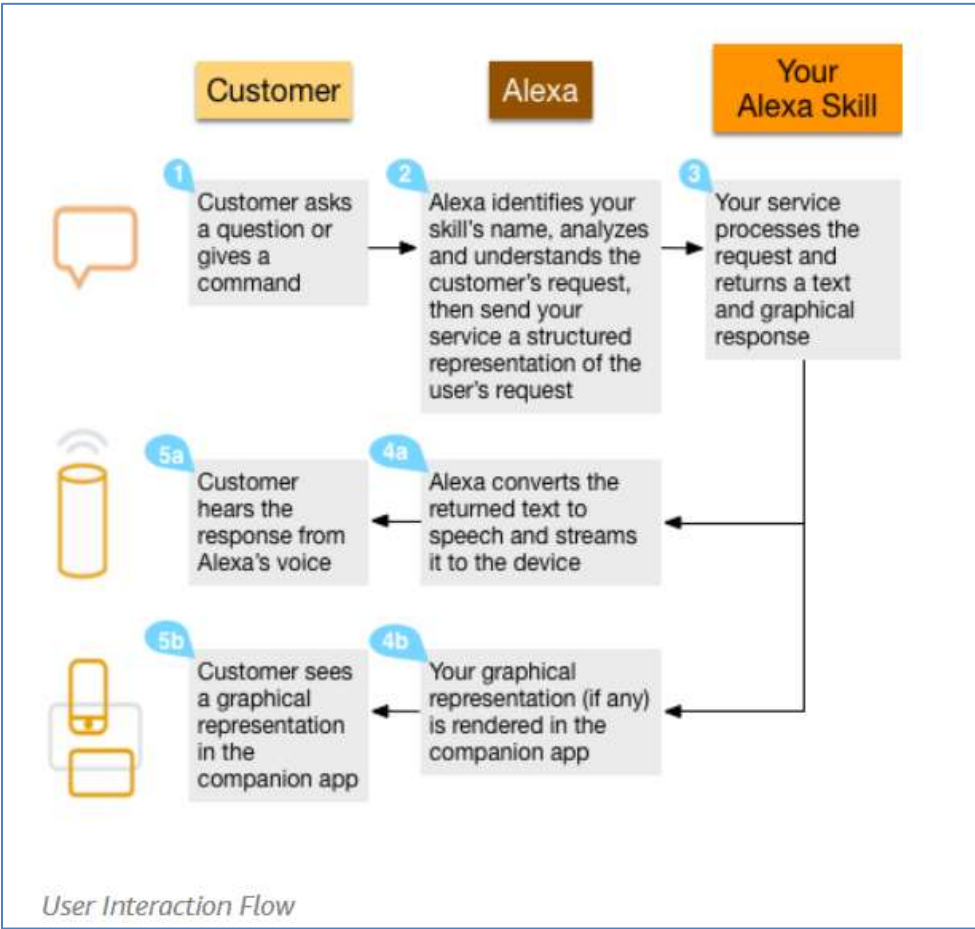 Customer
Alexa
Your
Alexa Skill
1
Customer asks
a question or
gives a
command
2
Alexa identifies your
skill's name, analyzes
and understands the
customer's request,
then send your
service a structured
representation of the
user's request
3
Your service
processes the
request and
returns a text
and graphical
response
5a
Customer
hears the
response from
Alexa's voice
4a
Alexa converts the
returned text to
speech and streams
it to the device
5b
Customer sees
a graphical
representation
in the
companion app
4b
Your graphical
representation (if any)
is rendered in the
companion app
User Interaction Flow